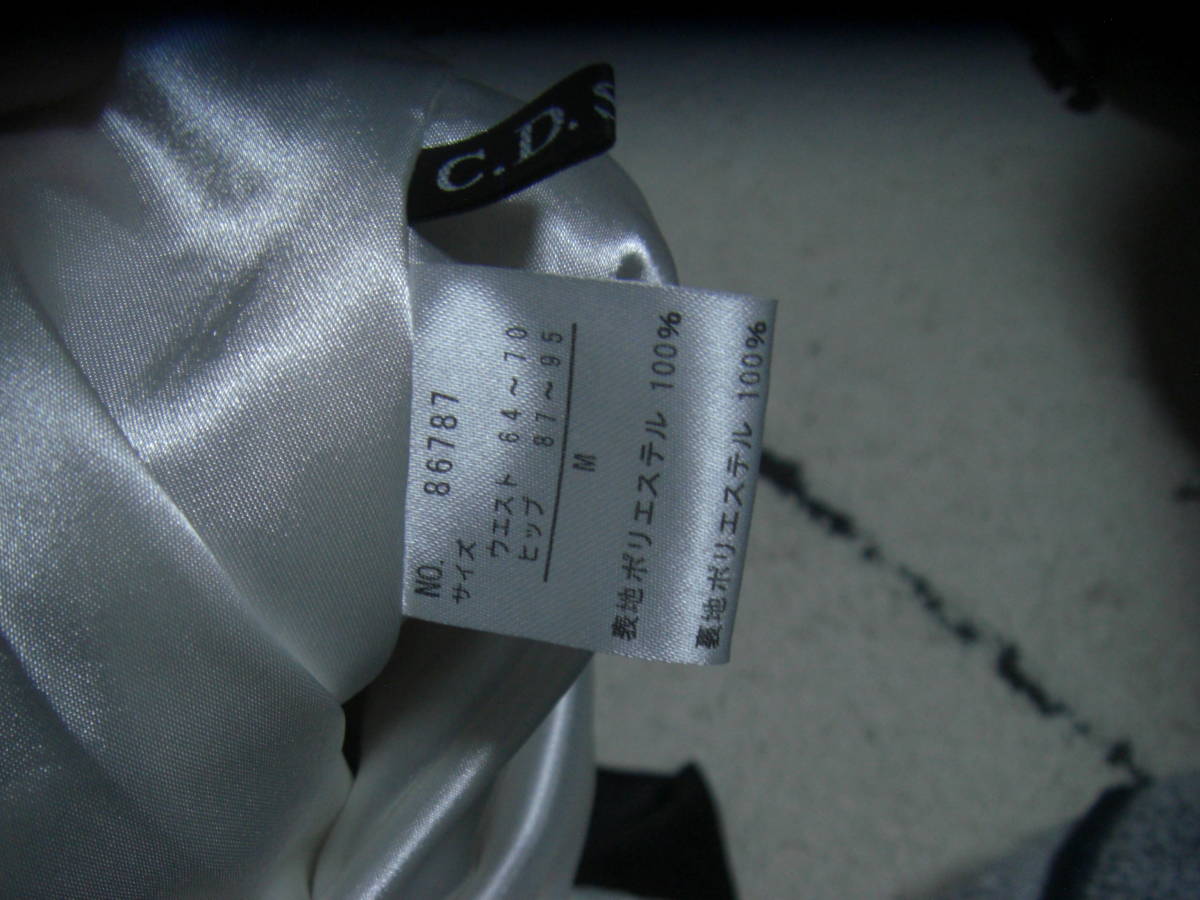 C.D.
NO. 86787
サイズ
ウエスト 64~70
ヒップ 87~95
M
表地ポリエステル 100%
裏地ポリエステル 100%